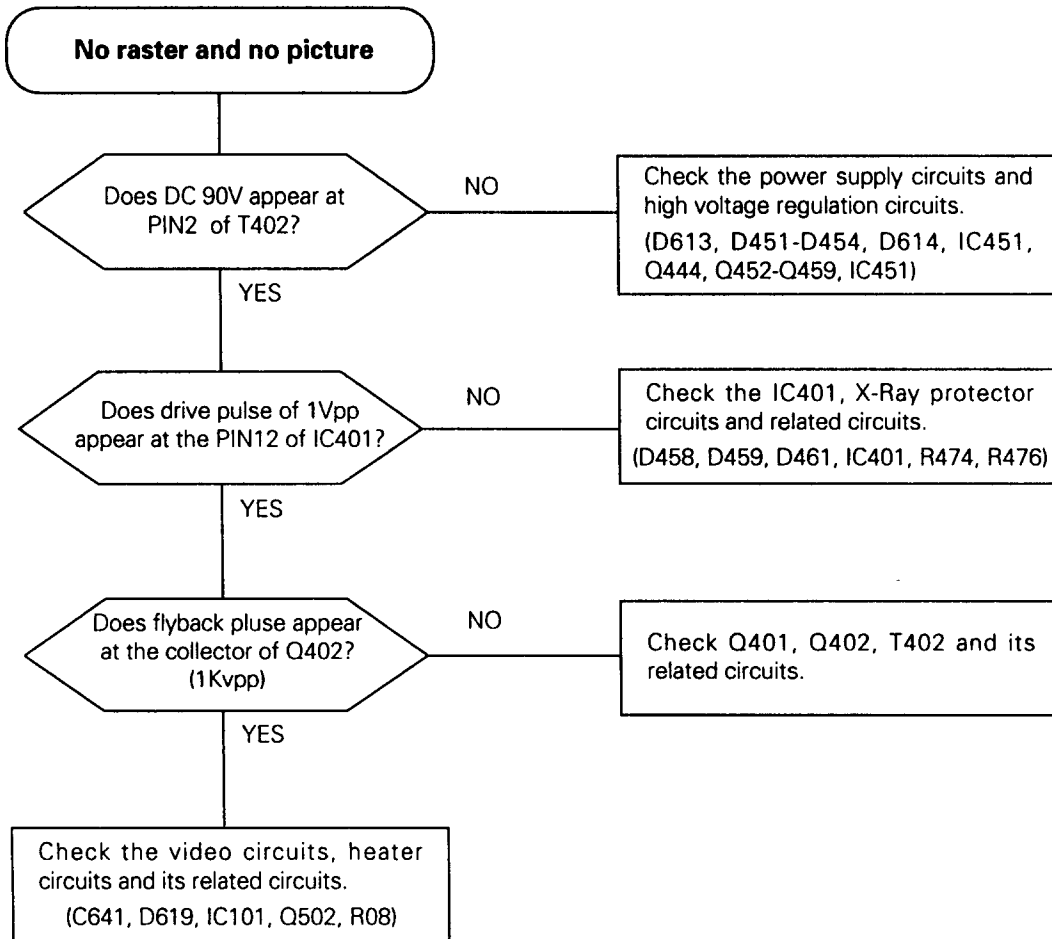 No raster and no picture
Does DC 90V appear at
PIN2 of T402?
NO
Check the power supply circuits and
high voltage regulation circuits.
(D613, D451-D454, D614, IC451,
Q444, Q452-Q459, IC451)
YES
Does drive pulse of 1Vpp
appear at the PIN12 of IC401?
NO
Check the IC401, X-Ray protector
circuits and related circuits.
(D458, D459, D461, IC401, R474, R476)
YES
Does flyback pluse appear
at the collector of Q402?
(1Kvpp)
NO
Check Q401, Q402, T402 and its
related circuits.
YES
Check the video circuits, heater
circuits and its related circuits.
(C641, D619, IC101, Q502, R08)